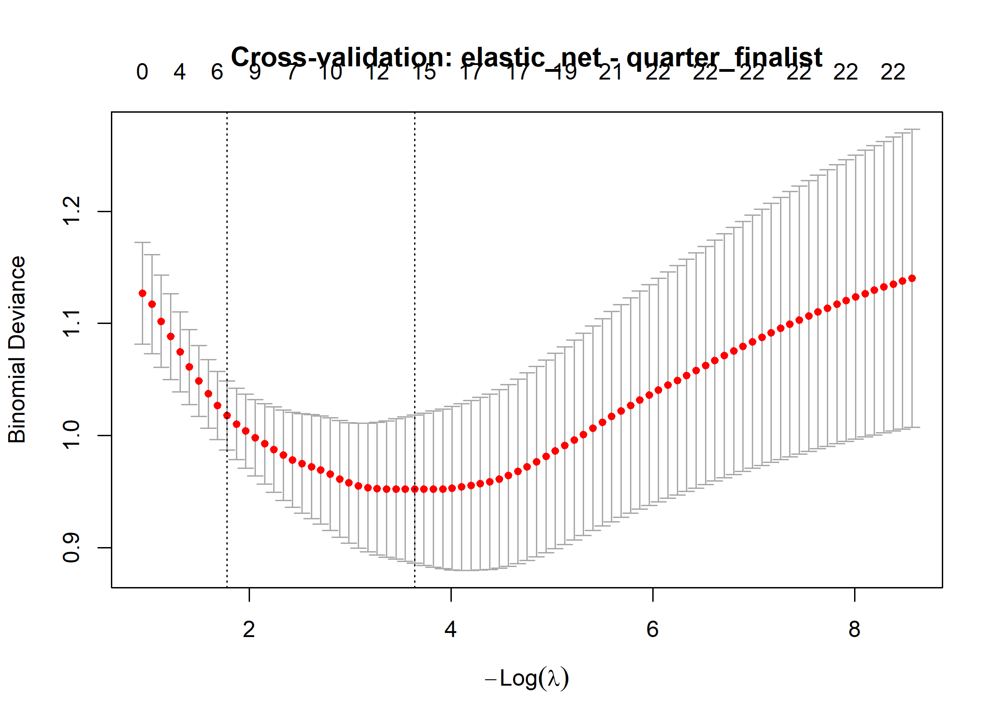 Cross-validation: elastic_net - quarter_finalist
0 4 6 9 7 10 12 15 17 17 19 21 22 22 22 22 22 22
Binomial Deviance
1.2
1.1
1.0
0.9
2 4 6 8
−Log(λ)